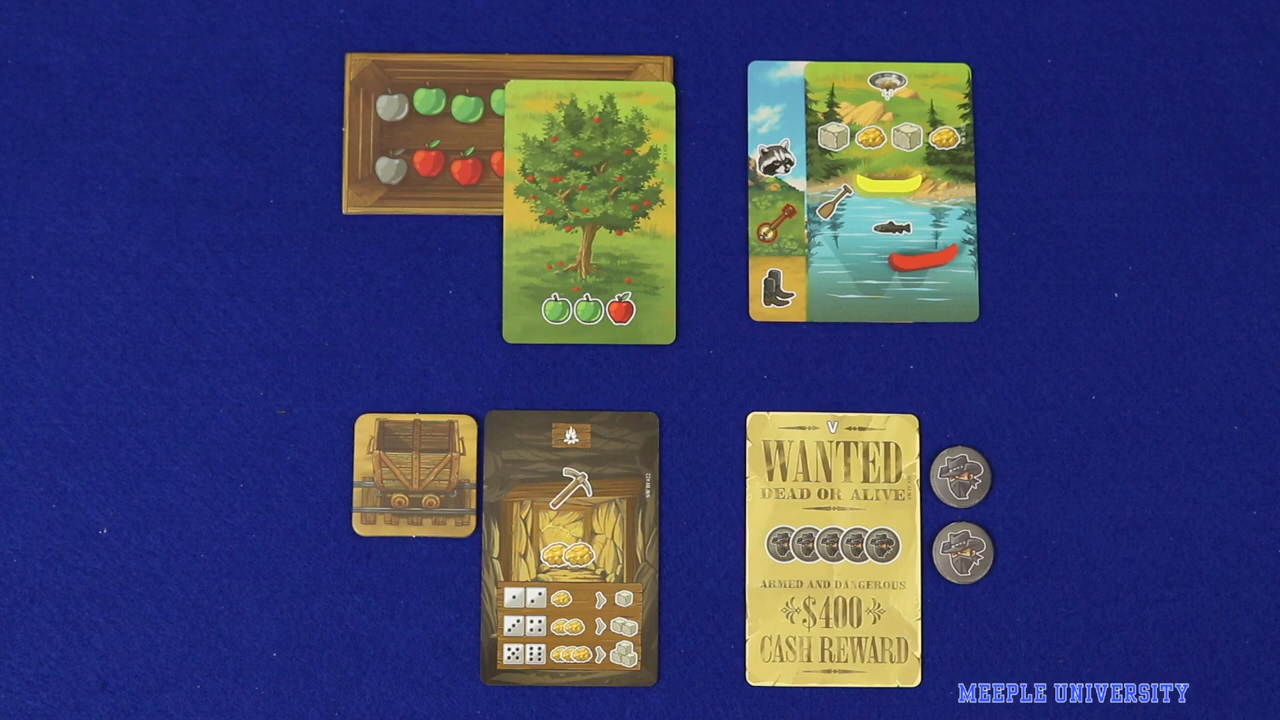 V
WANTED
DEAD OR ALIVE
ARMED AND DANGEROUS
$400
CASH REWARD
MEEPLE UNIVERSITY